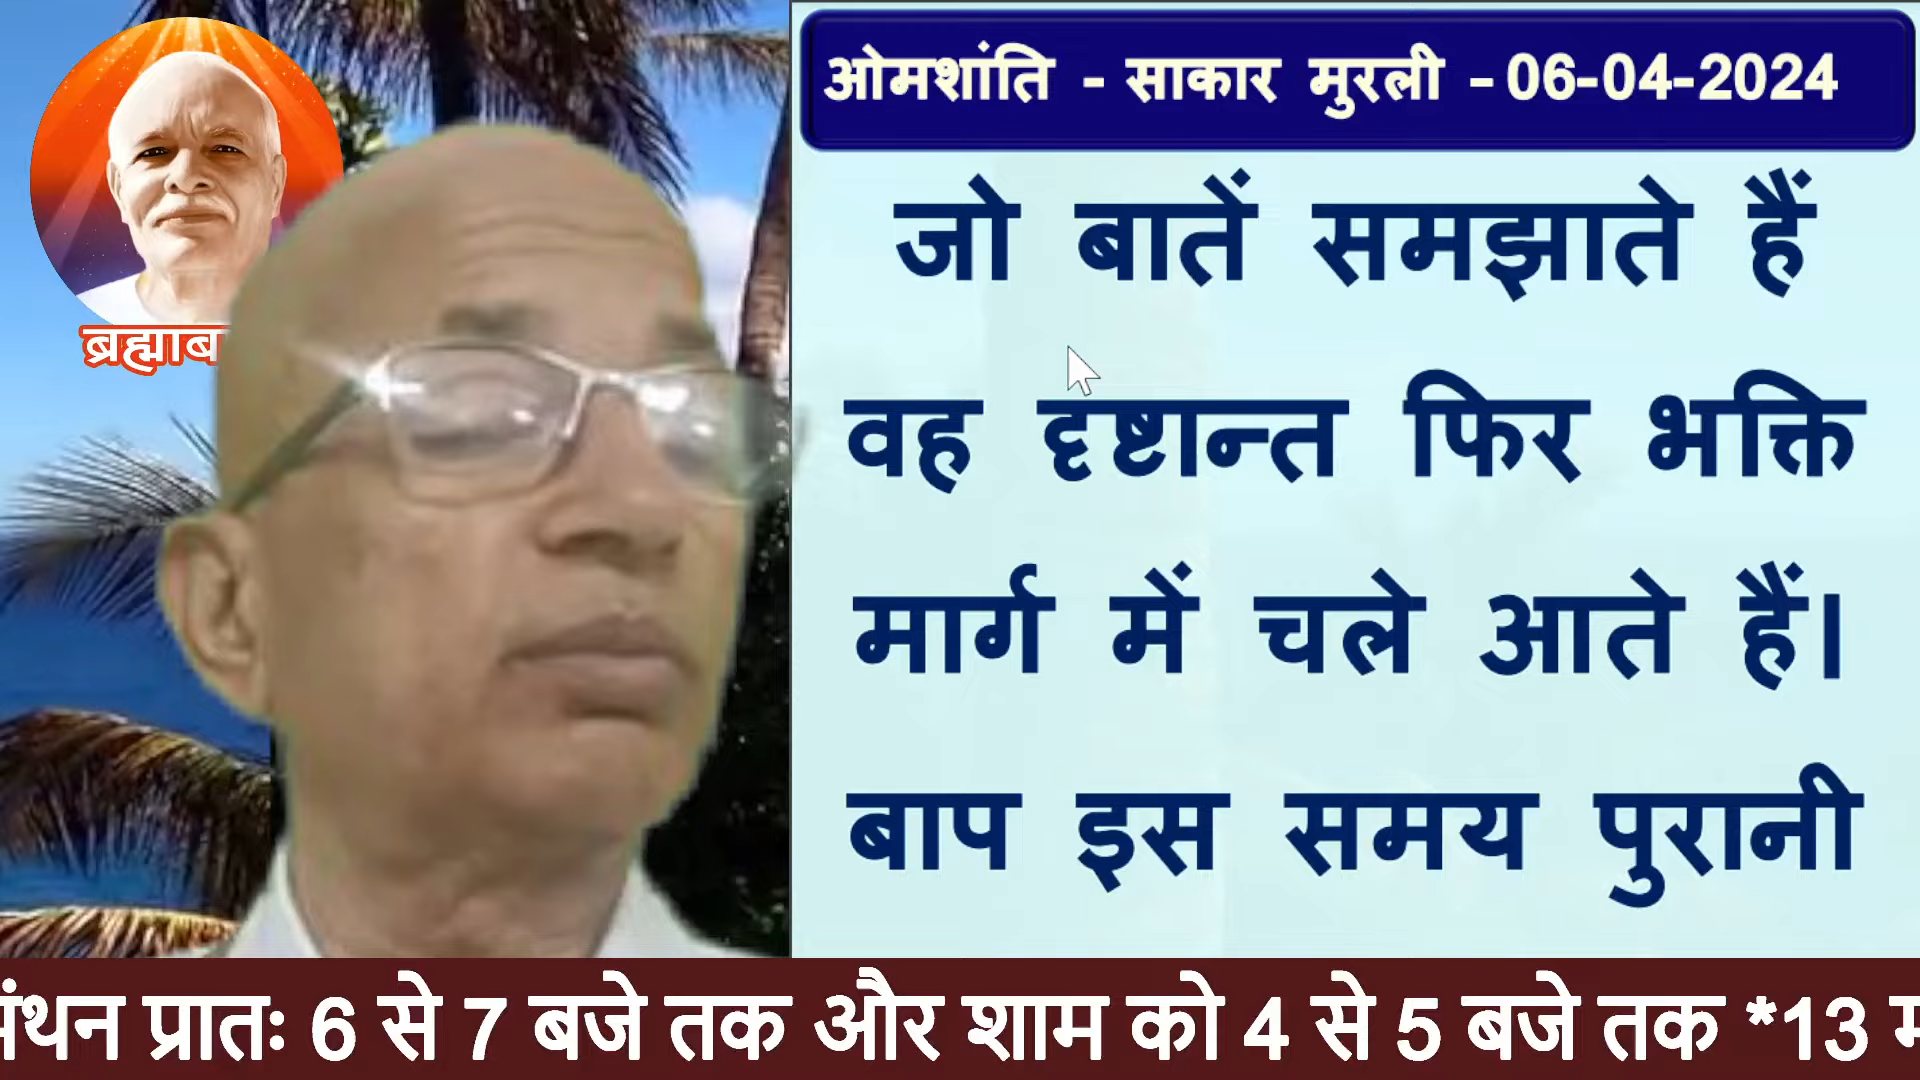 ओमशांति - साकार मुरली - 06-04-2024
जो बातें समझाते हैं
वह दृष्टान्त फिर भक्ति
मार्ग में चले आते हैं।
बाप इस समय पुरानी
प्रातः 6 से 7 बजे तक और शाम को 4 से 5 बजे तक *13